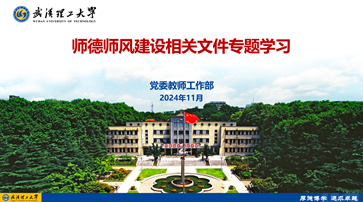 武汉理工大学
WUHAN UNIVERSITY OF TECHNOLOGY
师德师风建设相关文件专题学习
党委教师工作部
2024年11月
武汉理工大学
厚德博学 追求卓越